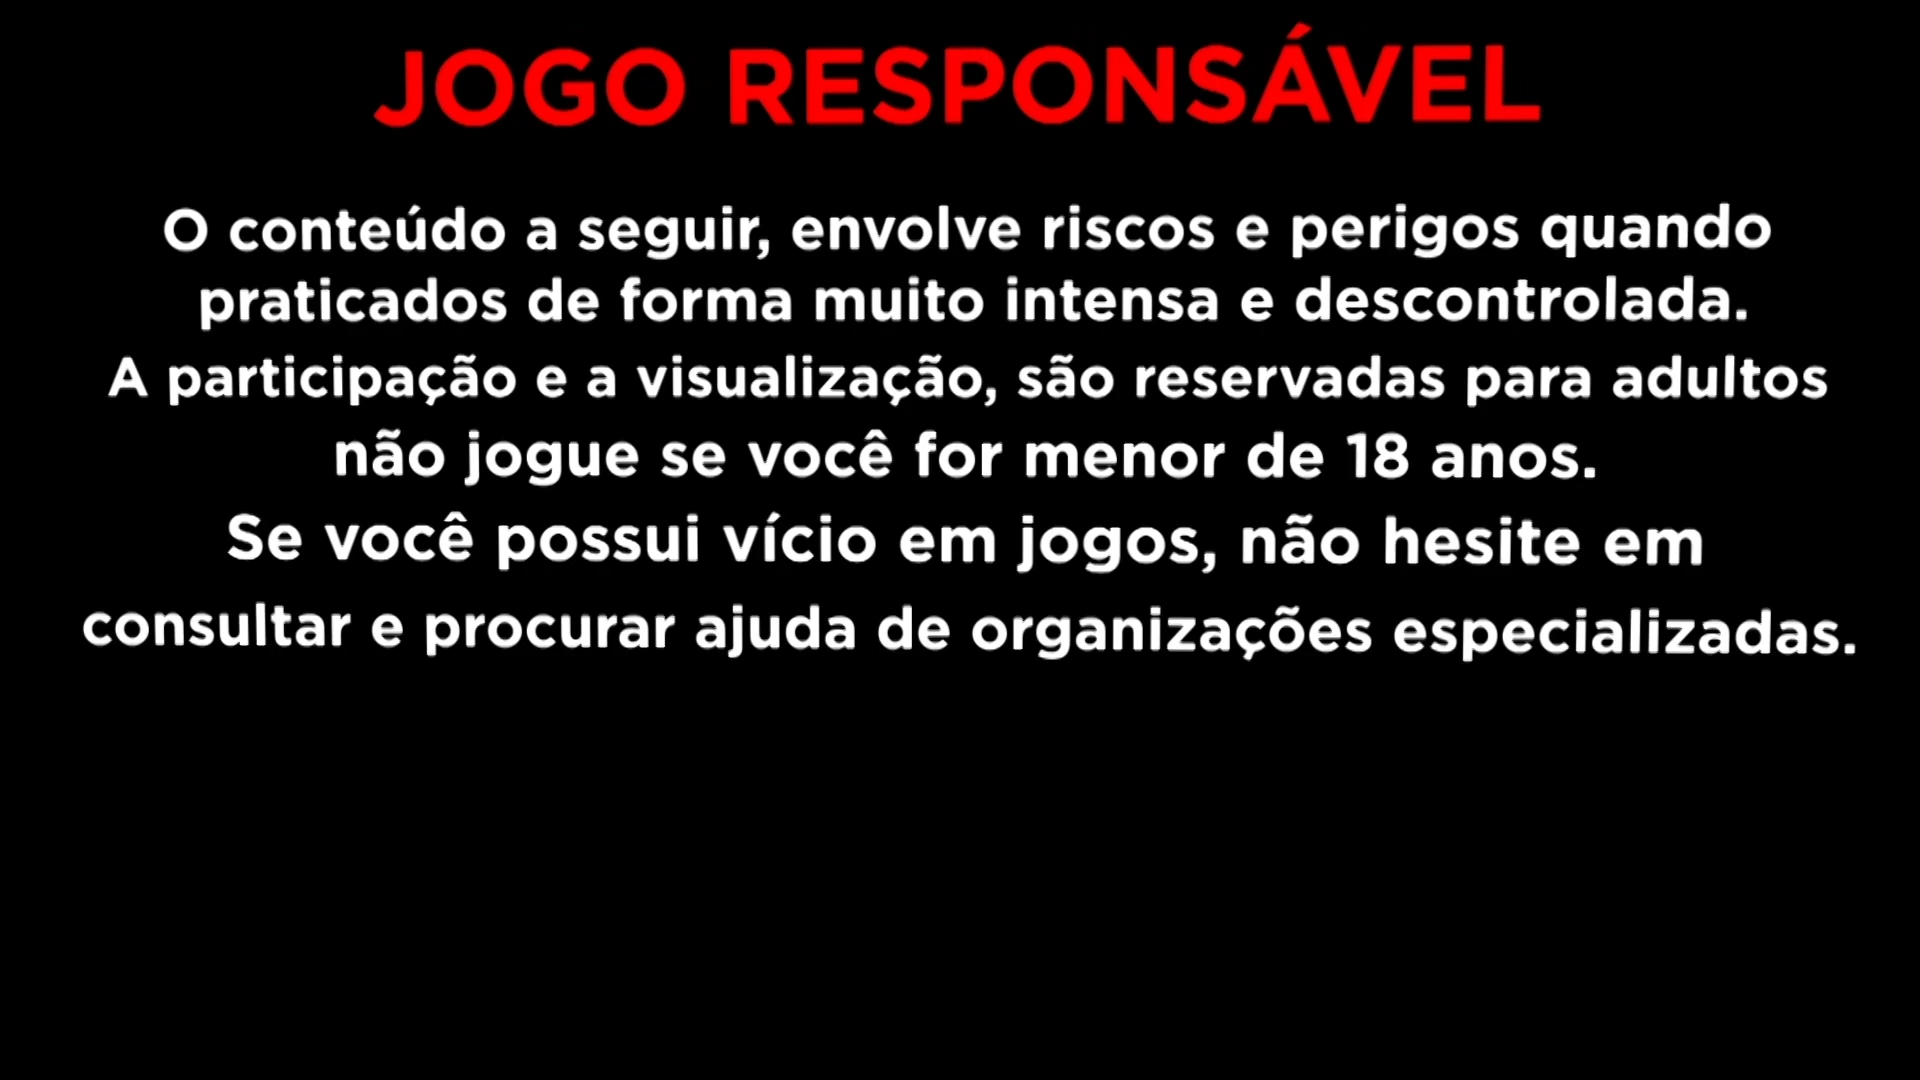 JOGO RESPONSÁVEL
O conteúdo a seguir, envolve riscos e perigos quando
praticados de forma muito intensa e descontrolada.
A participação e a visualização, são reservadas para adultos
não jogue se você for menor de 18 anos.
Se você possui vício em jogos, não hesite em
consultar e procurar ajuda de organizações especializadas.